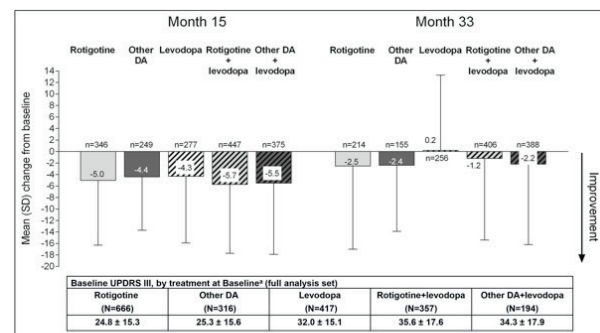 Month 15 Month 33
Rotigotine Other DA Levodopa Rotigotine + levodopa Other DA + levodopa Rotigotine Other DA Levodopa Rotigotine + levodopa Other DA + levodopa
Mean (SD) change from baseline
14
12
10
8
6
4
2
0
-2
-4
-6
-8
-10
-12
-14
-16
-18
-20
n=346 n=249 n=277 n=447 n=375 n=214 n=155 n=256 n=406 n=388
-5.0 -4.4 -4.3 -5.7 -5.5 -2.5 -2.4 0.2 -1.2 -2.2
Improvement
Baseline UPDRS III, by treatment at Baselineᵃ (full analysis set)
Rotigotine Other DA Levodopa Rotigotine+levodopa Other DA+levodopa
(N=666) (N=316) (N=417) (N=357) (N=194)
24.8 ± 15.3 25.3 ± 15.6 32.0 ± 15.1 35.6 ± 17.6 34.3 ± 17.9